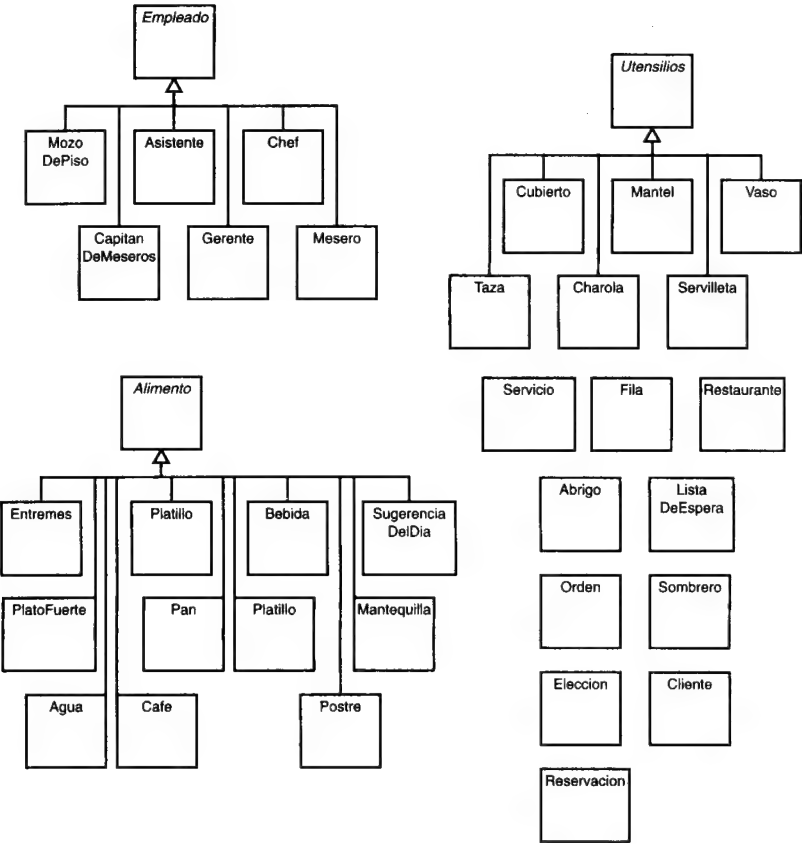 Empleado
Mozo
DePiso
Asistente
Chef
Capitan
DeMeseros
Gerente
Mesero
Utensilios
Cubierto
Mantel
Vaso
Taza
Charola
Servilleta
Servicio
Fila
Restaurante
Alimento
Entremes
Platillo
Bebida
Sugerencia
DelDia
PlatoFuerte
Pan
Platillo
Mantequilla
Agua
Cafe
Postre
Abrigo
Lista
DeEspera
Orden
Sombrero
Eleccion
Cliente
Reservacion